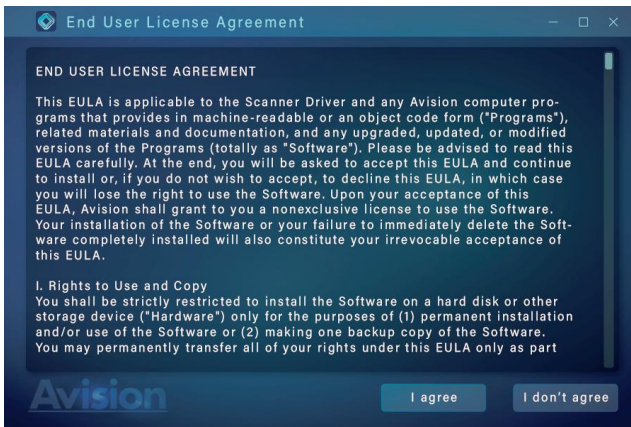 End User License Agreement
END USER LICENSE AGREEMENT
This EULA is applicable to the Scanner Driver and any Avision computer pro-
grams that provides in machine-readable or an object code form ("Programs"),
related materials and documentation, and any upgraded, updated, or modified
versions of the Programs (totally as "Software"). Please be advised to read this
EULA carefully. At the end, you will be asked to accept this EULA and continue
to install or, if you do not wish to accept, to decline this EULA, in which case
you will lose the right to use the Software. Upon your acceptance of this
EULA, Avision shall grant to you a nonexclusive license to use the Software.
Your installation of the Software or your failure to immediately delete the Soft-
ware completely installed will also constitute your irrevocable acceptance of
this EULA.
I. Rights to Use and Copy
You shall be strictly restricted to install the Software on a hard disk or other
storage device ("Hardware") only for the purposes of (1) permanent installation
and/or use of the Software or (2) making one backup copy of the Software.
You may permanently transfer all of your rights under this EULA only as part
Avision
I agree
I don't agree